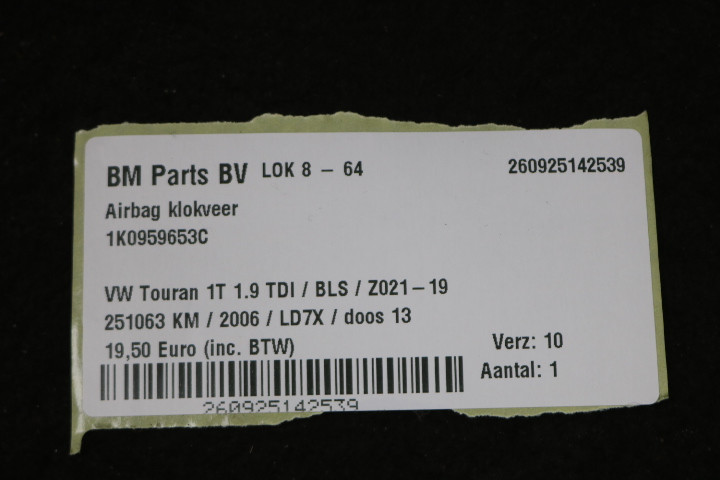 BM Parts BV LOK 8 – 64 260925142539
Airbag klokveer
1K0959653C
VW Touran 1T 1.9 TDI / BLS / Z021–19
251063 KM / 2006 / LD7X / doos 13
19,50 Euro (inc. BTW) Verz: 10
Aantal: 1
260925142539